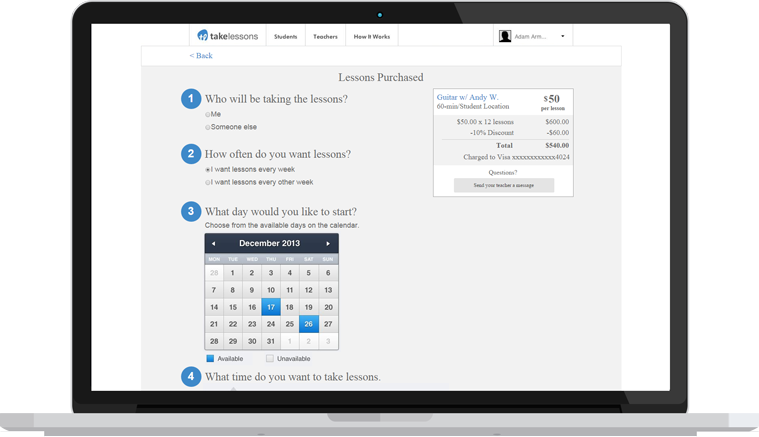 takelessons
Students
Teachers
How It Works
Adam Arm...
< Back
Lessons Purchased
1 Who will be taking the lessons?
Me
Someone else
2 How often do you want lessons?
I want lessons every week
I want lessons every other week
3 What day would you like to start?
Choose from the available days on the calendar.
December 2013
MON TUE WED THU FRI SAT SUN
28 1 2 3 4 5 6
7 8 9 10 11 12 13
14 15 16 17 18 19 20
21 22 23 24 25 26 27
28 29 30 31 1 2 3
Available Unavailable
4 What time do you want to take lessons.
Guitar w/ Andy W.
60-min/Student Location
$50
per lesson
$50.00 x 12 lessons $600.00
-10% Discount -$60.00
Total $540.00
Charged to Visa xxxxxxxxxxxx4024
Questions?
Send your teacher a message